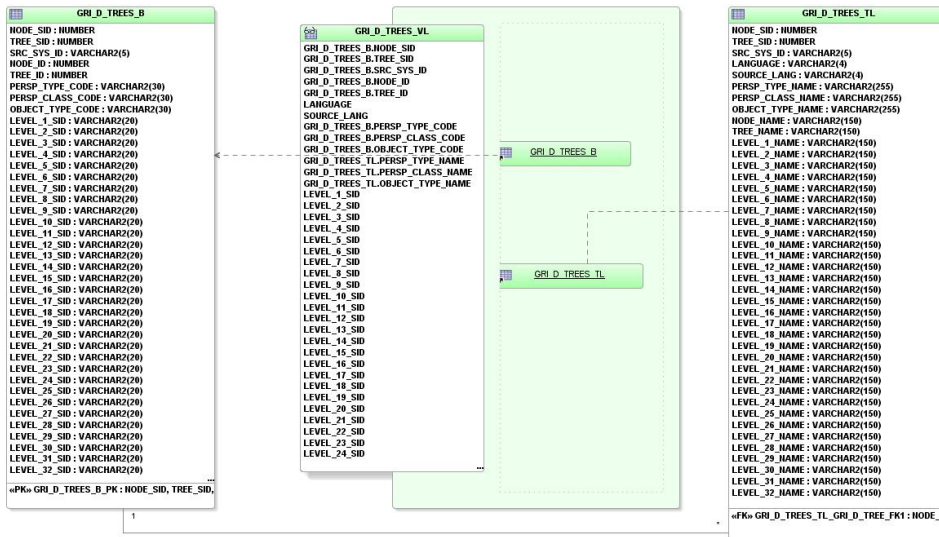 GRI_D_TREES_B
NODE_SID : NUMBER
TREE_SID : NUMBER
SRC_SYS_ID : VARCHAR2(5)
NODE_ID : NUMBER
TREE_ID : NUMBER
PERSP_TYPE_CODE : VARCHAR2(30)
PERSP_CLASS_CODE : VARCHAR2(30)
OBJECT_TYPE_CODE : VARCHAR2(30)
LEVEL_1_SID : VARCHAR2(20)
LEVEL_2_SID : VARCHAR2(20)
LEVEL_3_SID : VARCHAR2(20)
LEVEL_4_SID : VARCHAR2(20)
LEVEL_5_SID : VARCHAR2(20)
LEVEL_6_SID : VARCHAR2(20)
LEVEL_7_SID : VARCHAR2(20)
LEVEL_8_SID : VARCHAR2(20)
LEVEL_9_SID : VARCHAR2(20)
LEVEL_10_SID : VARCHAR2(20)
LEVEL_11_SID : VARCHAR2(20)
LEVEL_12_SID : VARCHAR2(20)
LEVEL_13_SID : VARCHAR2(20)
LEVEL_14_SID : VARCHAR2(20)
LEVEL_15_SID : VARCHAR2(20)
LEVEL_16_SID : VARCHAR2(20)
LEVEL_17_SID : VARCHAR2(20)
LEVEL_18_SID : VARCHAR2(20)
LEVEL_19_SID : VARCHAR2(20)
LEVEL_20_SID : VARCHAR2(20)
LEVEL_21_SID : VARCHAR2(20)
LEVEL_22_SID : VARCHAR2(20)
LEVEL_23_SID : VARCHAR2(20)
LEVEL_24_SID : VARCHAR2(20)
LEVEL_25_SID : VARCHAR2(20)
LEVEL_26_SID : VARCHAR2(20)
LEVEL_27_SID : VARCHAR2(20)
LEVEL_28_SID : VARCHAR2(20)
LEVEL_29_SID : VARCHAR2(20)
LEVEL_30_SID : VARCHAR2(20)
LEVEL_31_SID : VARCHAR2(20)
LEVEL_32_SID : VARCHAR2(20)
...
«PK» GRI_D_TREES_B_PK : NODE_SID, TREE_SID,
1
GRI_D_TREES_VL
GRI_D_TREES_B.NODE_SID
GRI_D_TREES_B.TREE_SID
GRI_D_TREES_B.SRC_SYS_ID
GRI_D_TREES_B.NODE_ID
GRI_D_TREES_B.TREE_ID
LANGUAGE
SOURCE_LANG
GRI_D_TREES_B.PERSP_TYPE_CODE
GRI_D_TREES_B.PERSP_CLASS_CODE
GRI_D_TREES_B.OBJECT_TYPE_CODE
GRI_D_TREES_TL.PERSP_TYPE_NAME
GRI_D_TREES_TL.PERSP_CLASS_NAME
GRI_D_TREES_TL.OBJECT_TYPE_NAME
LEVEL_1_SID
LEVEL_2_SID
LEVEL_3_SID
LEVEL_4_SID
LEVEL_5_SID
LEVEL_6_SID
LEVEL_7_SID
LEVEL_8_SID
LEVEL_9_SID
LEVEL_10_SID
LEVEL_11_SID
LEVEL_12_SID
LEVEL_13_SID
LEVEL_14_SID
LEVEL_15_SID
LEVEL_16_SID
LEVEL_17_SID
LEVEL_18_SID
LEVEL_19_SID
LEVEL_20_SID
LEVEL_21_SID
LEVEL_22_SID
LEVEL_23_SID
LEVEL_24_SID
...
GRI_D_TREES_B
GRI_D_TREES_TL
*
GRI_D_TREES_TL
NODE_SID : NUMBER
TREE_SID : NUMBER
SRC_SYS_ID : VARCHAR2(5)
LANGUAGE : VARCHAR2(4)
SOURCE_LANG : VARCHAR2(4)
PERSP_TYPE_NAME : VARCHAR2(255)
PERSP_CLASS_NAME : VARCHAR2(255)
OBJECT_TYPE_NAME : VARCHAR2(255)
NODE_NAME : VARCHAR2(150)
TREE_NAME : VARCHAR2(150)
LEVEL_1_NAME : VARCHAR2(150)
LEVEL_2_NAME : VARCHAR2(150)
LEVEL_3_NAME : VARCHAR2(150)
LEVEL_4_NAME : VARCHAR2(150)
LEVEL_5_NAME : VARCHAR2(150)
LEVEL_6_NAME : VARCHAR2(150)
LEVEL_7_NAME : VARCHAR2(150)
LEVEL_8_NAME : VARCHAR2(150)
LEVEL_9_NAME : VARCHAR2(150)
LEVEL_10_NAME : VARCHAR2(150)
LEVEL_11_NAME : VARCHAR2(150)
LEVEL_12_NAME : VARCHAR2(150)
LEVEL_13_NAME : VARCHAR2(150)
LEVEL_14_NAME : VARCHAR2(150)
LEVEL_15_NAME : VARCHAR2(150)
LEVEL_16_NAME : VARCHAR2(150)
LEVEL_17_NAME : VARCHAR2(150)
LEVEL_18_NAME : VARCHAR2(150)
LEVEL_19_NAME : VARCHAR2(150)
LEVEL_20_NAME : VARCHAR2(150)
LEVEL_21_NAME : VARCHAR2(150)
LEVEL_22_NAME : VARCHAR2(150)
LEVEL_23_NAME : VARCHAR2(150)
LEVEL_24_NAME : VARCHAR2(150)
LEVEL_25_NAME : VARCHAR2(150)
LEVEL_26_NAME : VARCHAR2(150)
LEVEL_27_NAME : VARCHAR2(150)
LEVEL_28_NAME : VARCHAR2(150)
LEVEL_29_NAME : VARCHAR2(150)
LEVEL_30_NAME : VARCHAR2(150)
LEVEL_31_NAME : VARCHAR2(150)
LEVEL_32_NAME : VARCHAR2(150)
«FK» GRI_D_TREES_TL_GRI_D_TREE_FK1 : NODE_